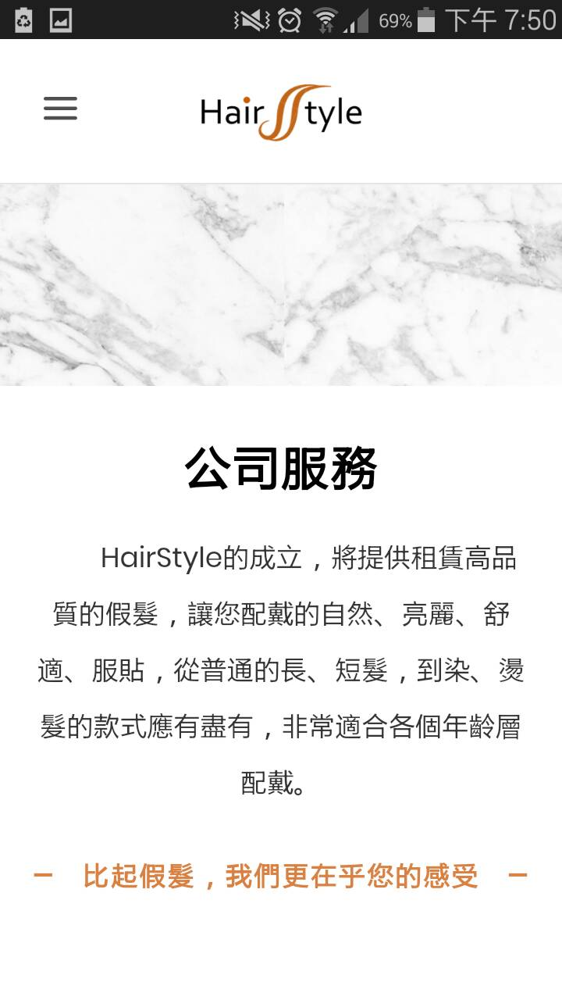 69% 下午 7:50
HairStyle
公司服務
HairStyle的成立，將提供租賃高品
質的假髮，讓您配戴的自然、亮麗、舒
適、服貼，從普通的長、短髮，到染、燙
髮的款式應有盡有，非常適合各個年齡層
配戴。
— 比起假髮，我們更在乎您的感受 —